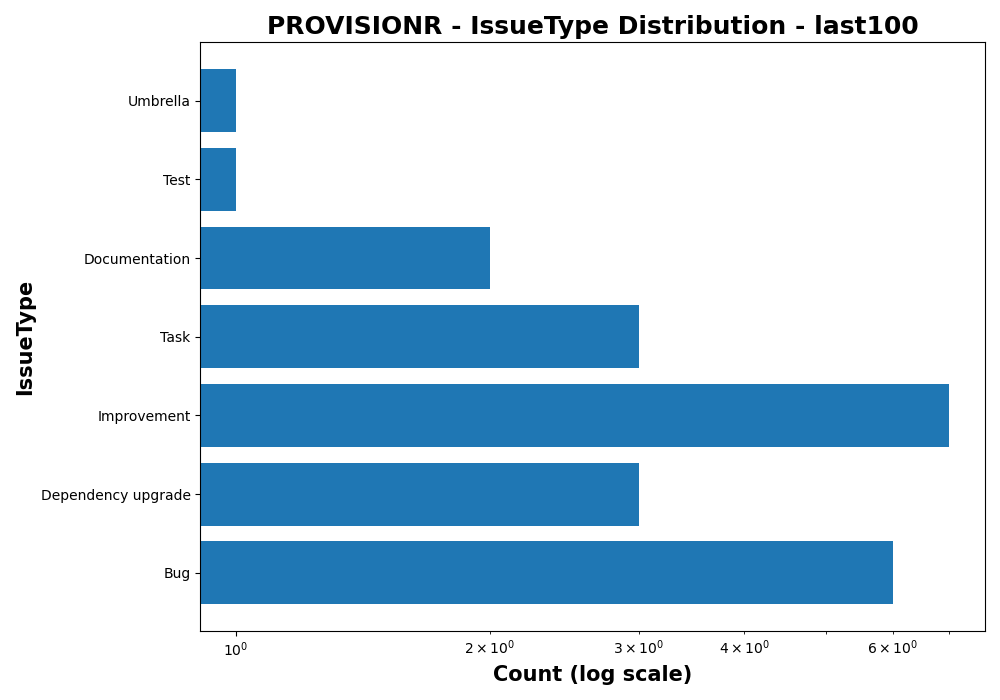 PROVISIONR - IssueType Distribution - last100
Umbrella
Test
Documentation
Task
Improvement
Dependency upgrade
Bug
IssueType
10⁰
2 × 10⁰
3 × 10⁰
4 × 10⁰
6 × 10⁰
Count (log scale)